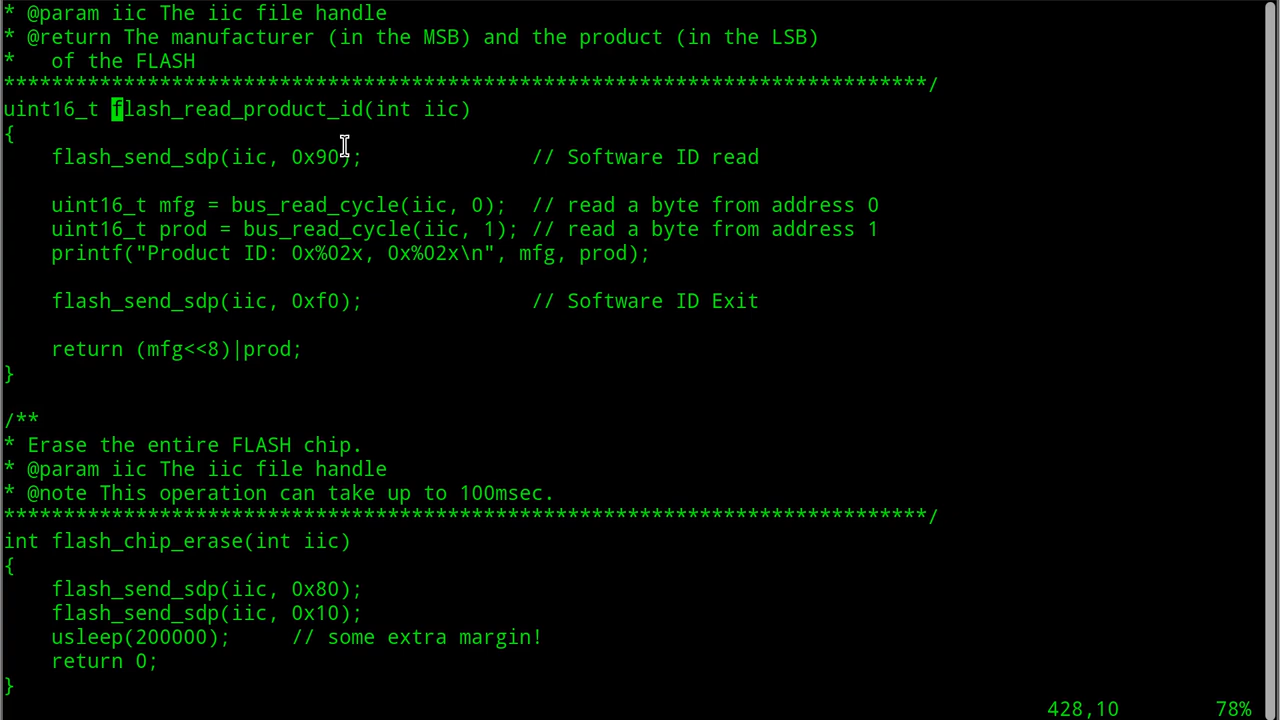 * @param iic The iic file handle
* @return The manufacturer (in the MSB) and the product (in the LSB)
*   of the FLASH
*****************************************************************************/
uint16_t flash_read_product_id(int iic)
{
    flash_send_sdp(iic, 0x90);              // Software ID read

    uint16_t mfg = bus_read_cycle(iic, 0);  // read a byte from address 0
    uint16_t prod = bus_read_cycle(iic, 1); // read a byte from address 1
    printf("Product ID: 0x%02x, 0x%02x\n", mfg, prod);

    flash_send_sdp(iic, 0xf0);              // Software ID Exit

    return (mfg<<8)|prod;
}

/**
* Erase the entire FLASH chip.
* @param iic The iic file handle
* @note This operation can take up to 100msec.
*****************************************************************************/
int flash_chip_erase(int iic)
{
    flash_send_sdp(iic, 0x80);
    flash_send_sdp(iic, 0x10);
    usleep(200000);     // some extra margin!
    return 0;
}
428,10        78%